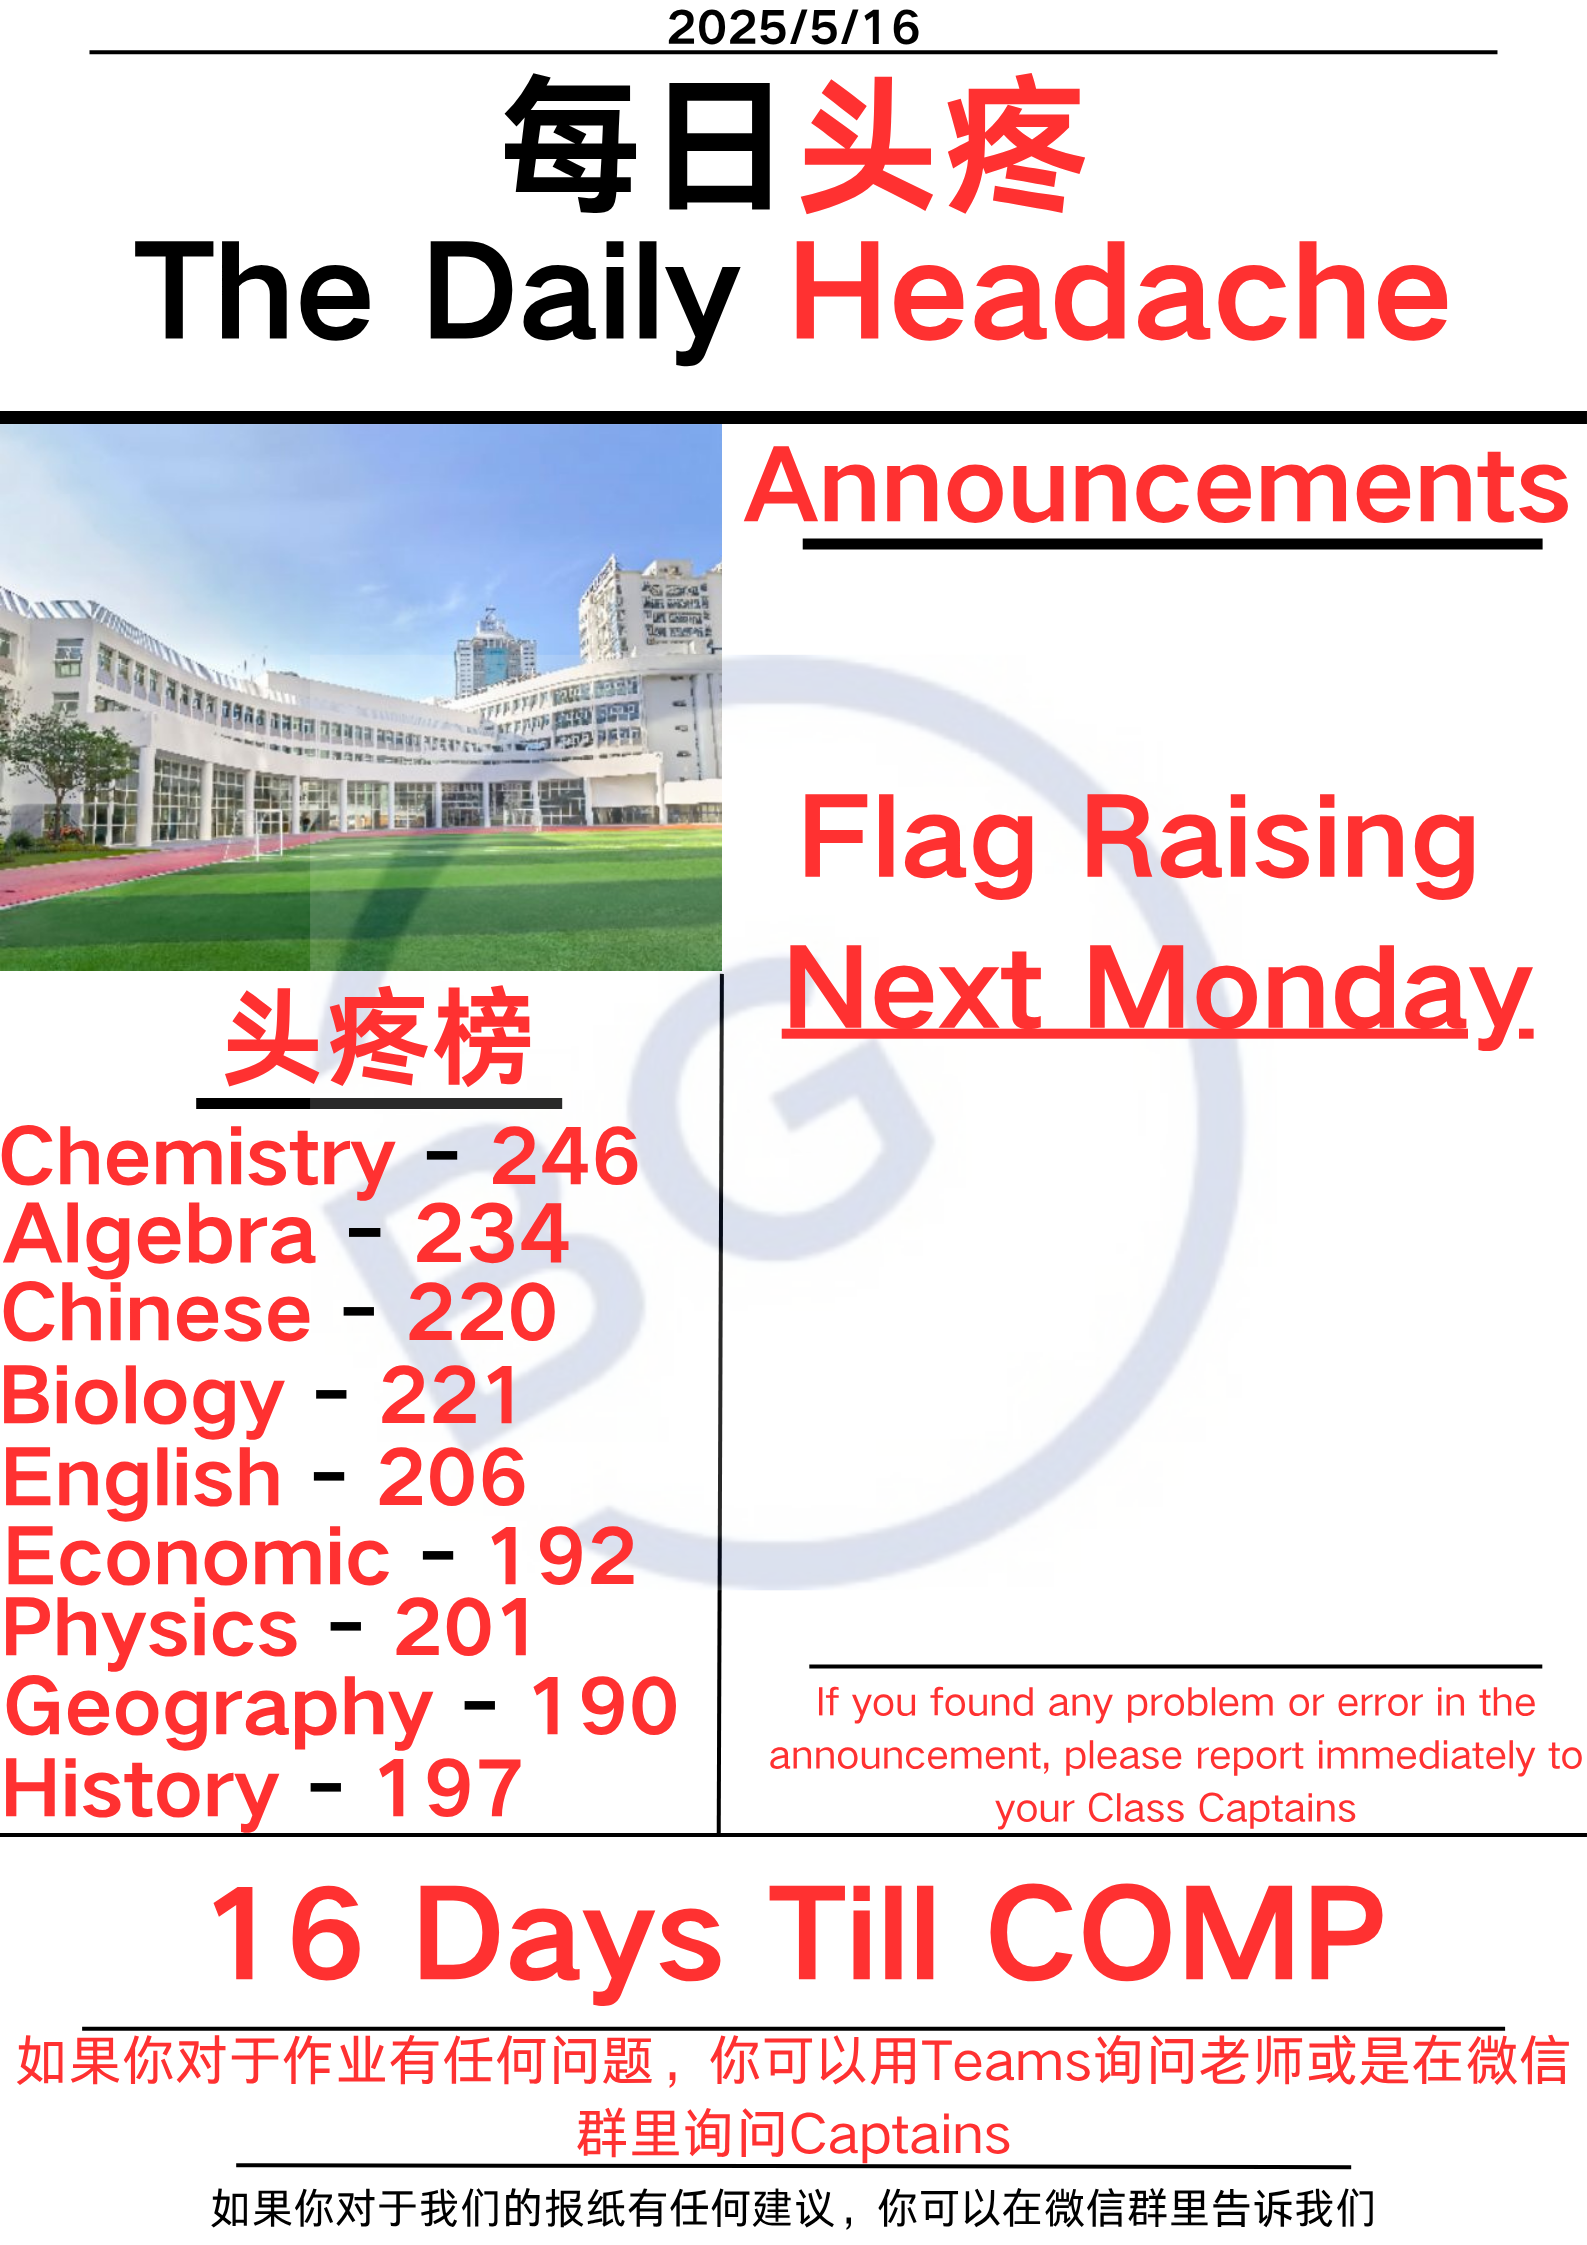 2025/5/16
每日头疼
The Daily Headache
Announcements
Flag Raising
Next Monday
头疼榜
Chemistry - 246
Algebra - 234
Chinese - 220
Biology - 221
English - 206
Economic - 192
Physics - 201
Geography - 190
History - 197
BG
If you found any problem or error in the
announcement, please report immediately to
your Class Captains
16 Days Till COMP
如果你对于作业有任何问题，你可以用Teams询问老师或是在微信
群里询问Captains
如果你对于我们的报纸有任何建议，你可以在微信群里告诉我们